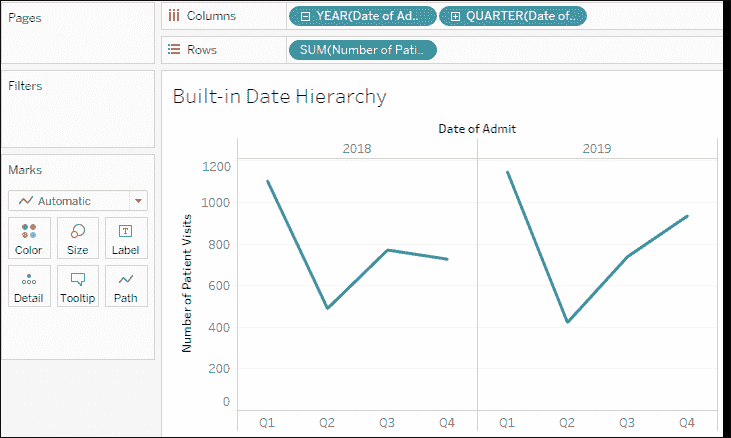 Pages
Columns
YEAR(Date of Ad..
QUARTER(Date of..
Rows
SUM(Number of Pati..
Filters
Built-in Date Hierarchy
Date of Admit
2018
2019
Marks
Automatic
Color
Size
Label
Detail
Tooltip
Path
Number of Patient Visits
1200
1000
800
600
400
200
0
Q1
Q2
Q3
Q4
Q1
Q2
Q3
Q4